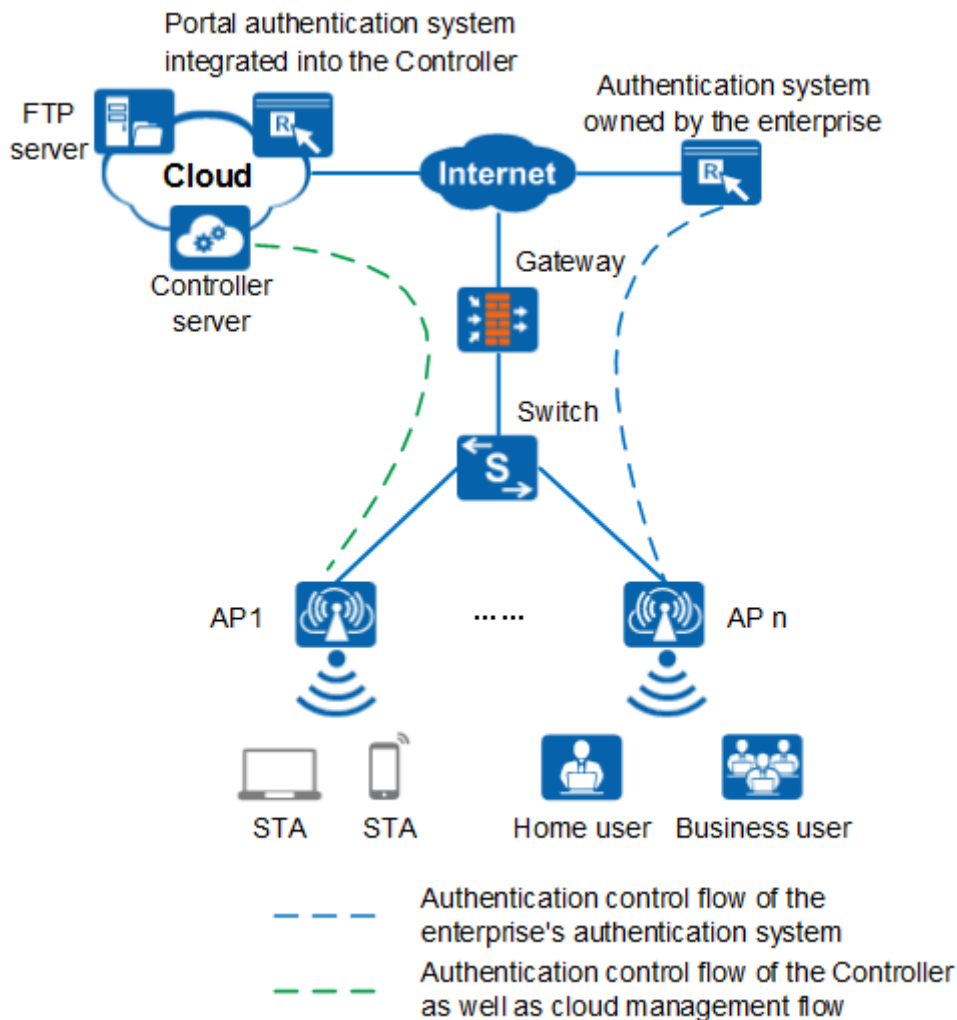 Portal authentication system
integrated into the Controller
Authentication system
owned by the enterprise
FTP
server
R
R
Cloud
Internet
Controller
server
Gateway
Switch
S
AP1
... ...
AP n
STA
STA
Home user
Business user
Authentication control flow of the
enterprise's authentication system
Authentication control flow of the Controller
as well as cloud management flow